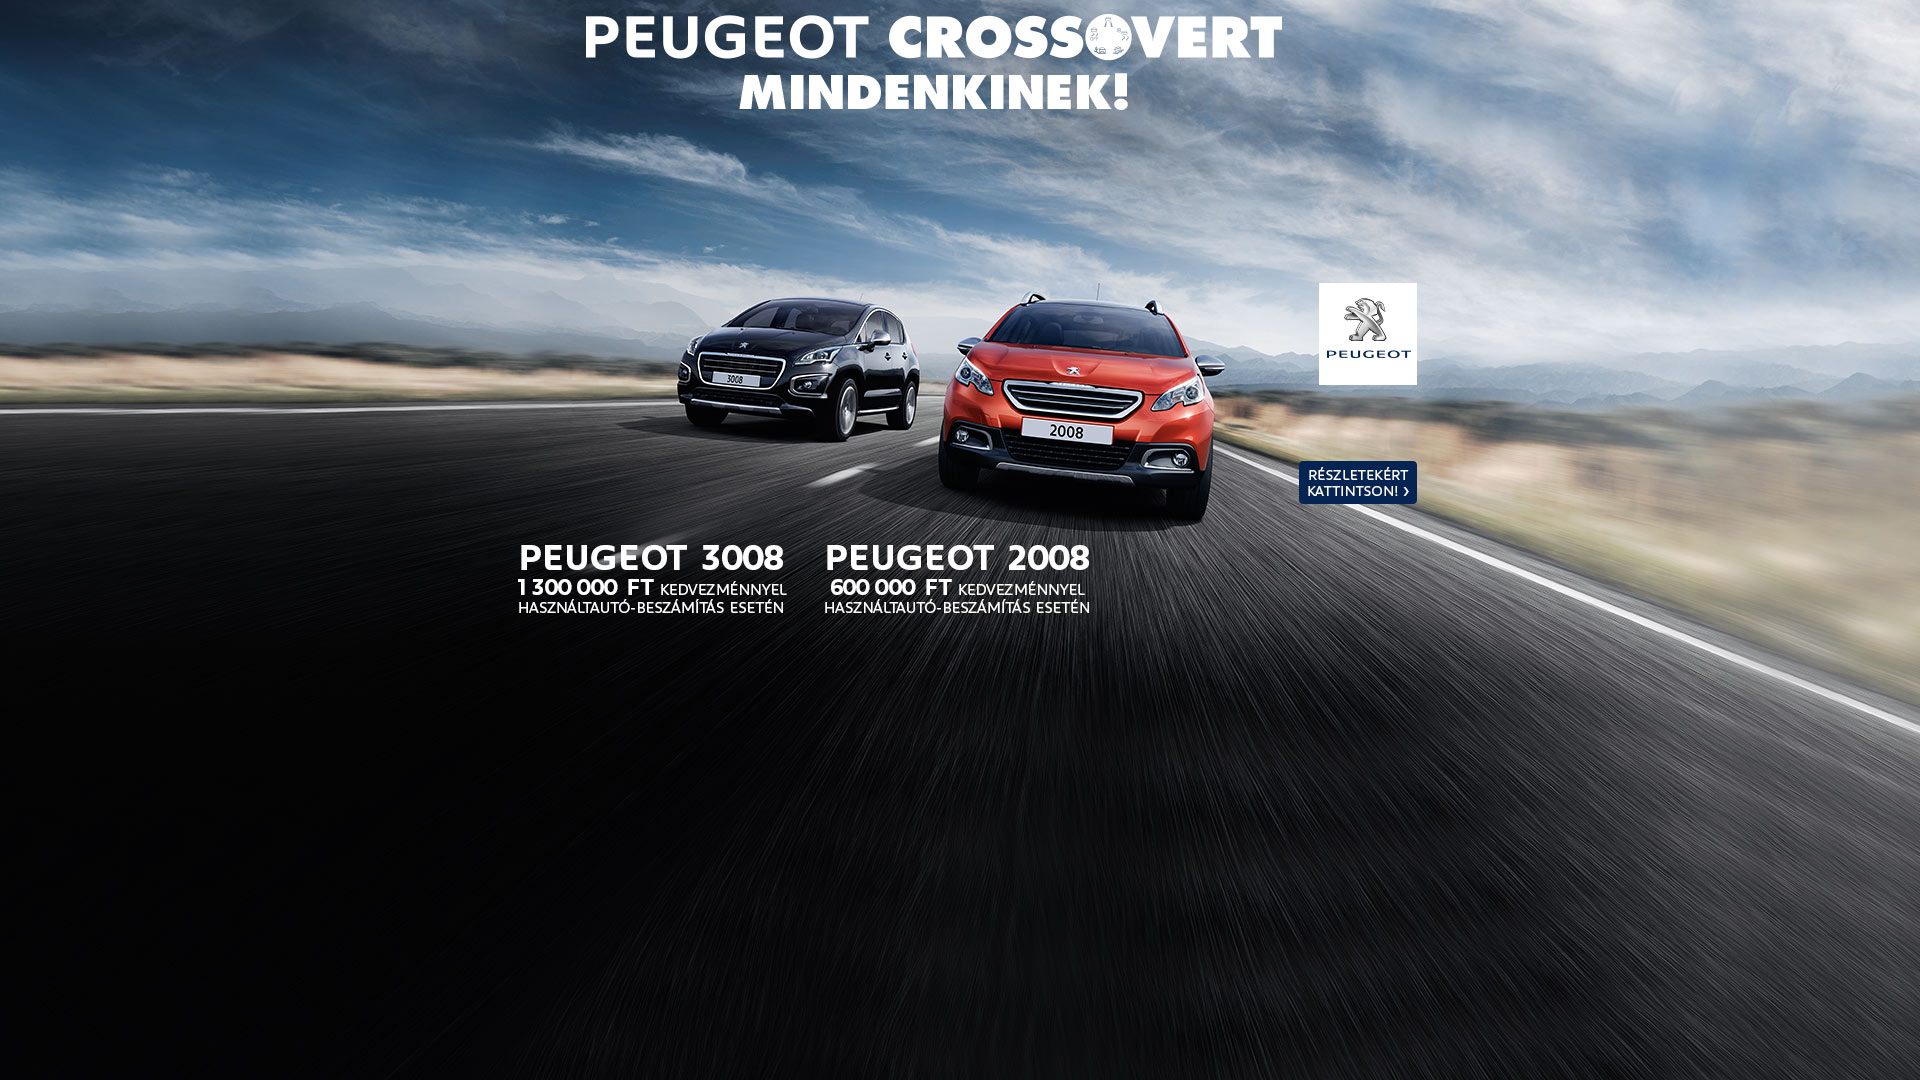 PEUGEOT CROSSOVERT
MINDENKINEK!
3008
2008
PEUGEOT
RÉSZLETEKÉRT
KATTINTSON! ›
PEUGEOT 3008
1 300 000 FT KEDVEZMÉNNYEL
HASZNÁLTAUTÓ-BESZÁMÍTÁS ESETÉN
PEUGEOT 2008
600 000 FT KEDVEZMÉNNYEL
HASZNÁLTAUTÓ-BESZÁMÍTÁS ESETÉN